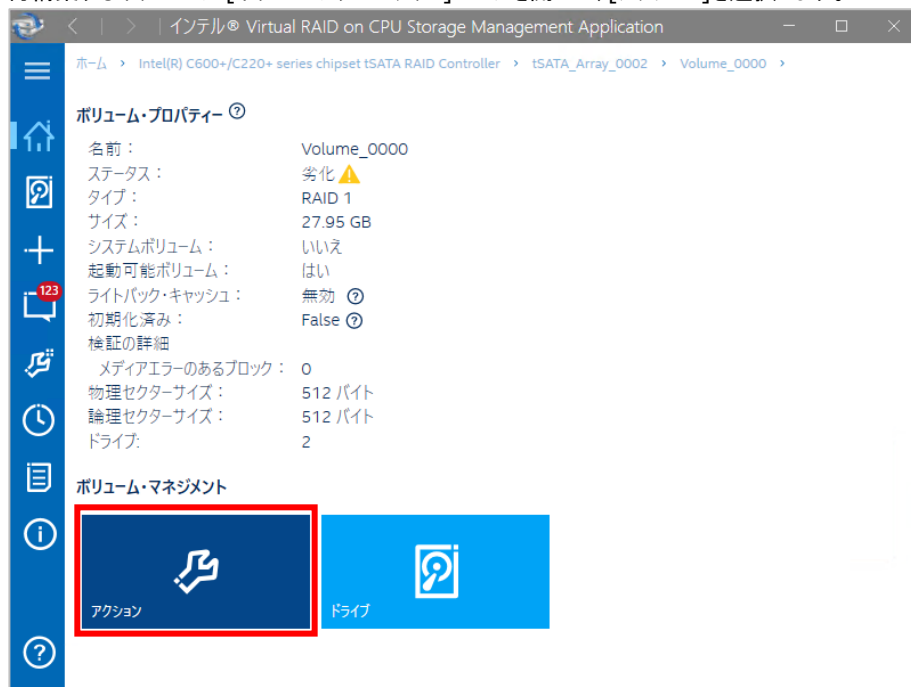 インテル® Virtual RAID on CPU Storage Management Application
ホーム › Intel(R) C600+/C220+ series chipset tSATA RAID Controller › tSATA_Array_0002 › Volume_0000 ›
ボリューム・プロパティー ?
名前： Volume_0000
ステータス： 劣化
タイプ： RAID 1
サイズ： 27.95 GB
システムボリューム： いいえ
起動可能ボリューム： はい
ライトバック・キャッシュ： 無効 ?
123
初期化済み： False ?
検証の詳細
メディアエラーのあるブロック： 0
物理セクターサイズ： 512 バイト
論理セクターサイズ： 512 バイト
ドライブ: 2
ボリューム・マネジメント
アクション
ドライブ